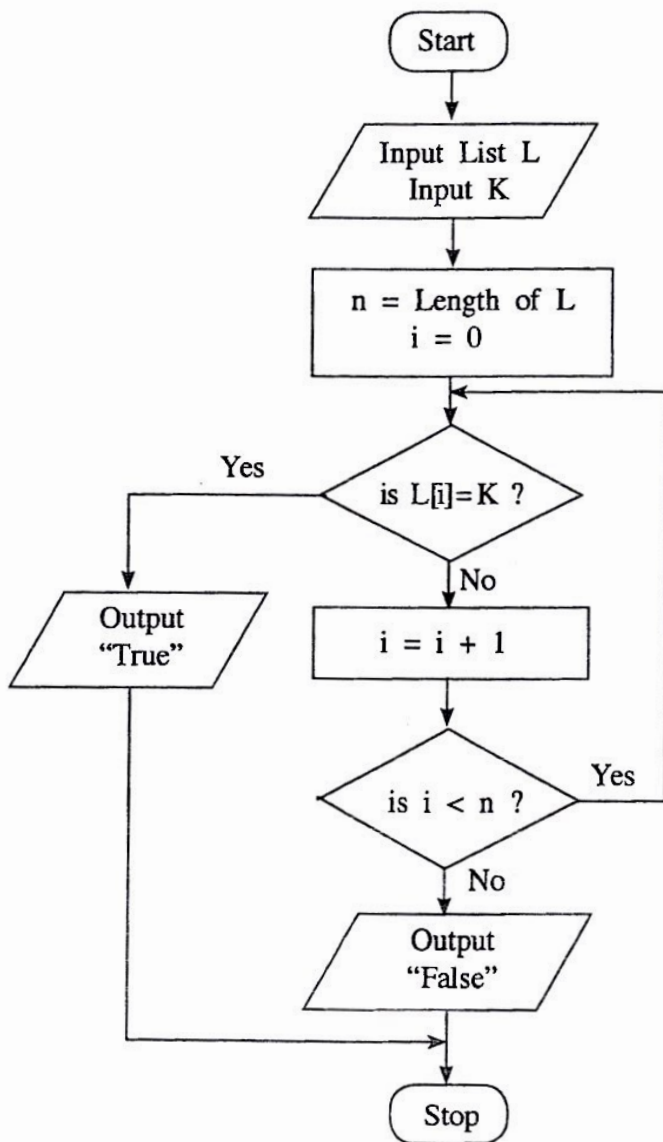 Start
Input List L
Input K
n = Length of L
i = 0
is L[i]=K ?
Yes
No
Output
“True”
i = i + 1
is i < n ?
Yes
No
Output
“False”
Stop